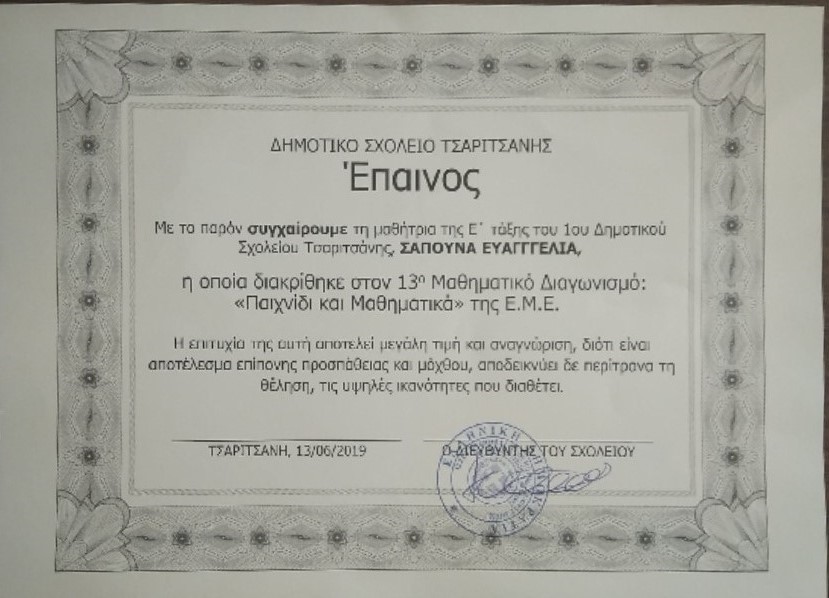 ΔΗΜΟΤΙΚΟ ΣΧΟΛΕΙΟ ΤΣΑΡΙΤΣΑΝΗΣ
Έπαινος
Με το παρόν συγχαίρουμε τη μαθήτρια της Ε΄ τάξης του 1ου Δημοτικού
Σχολείου Τσαριτσάνης, ΣΑΠΟΥΝΑ ΕΥΑΓΓΕΛΙΑ,
η οποία διακρίθηκε στον 13º Μαθηματικό Διαγωνισμό:
«Παιχνίδι και Μαθηματικά» της Ε.Μ.Ε.
Η επιτυχία της αυτή αποτελεί μεγάλη τιμή και αναγνώριση, διότι είναι
αποτέλεσμα επίπονης προσπάθειας και μόχθου, αποδεικνύει δε περίτρανα τη
θέληση, τις υψηλές ικανότητες που διαθέτει.
ΤΣΑΡΙΤΣΑΝΗ, 13/06/2019
Ο ΔΙΕΥΘΥΝΤΗΣ ΤΟΥ ΣΧΟΛΕΙΟΥ
ΕΛΛΗΝΙΚΗ ΔΗΜΟΚΡΑΤΙΑ